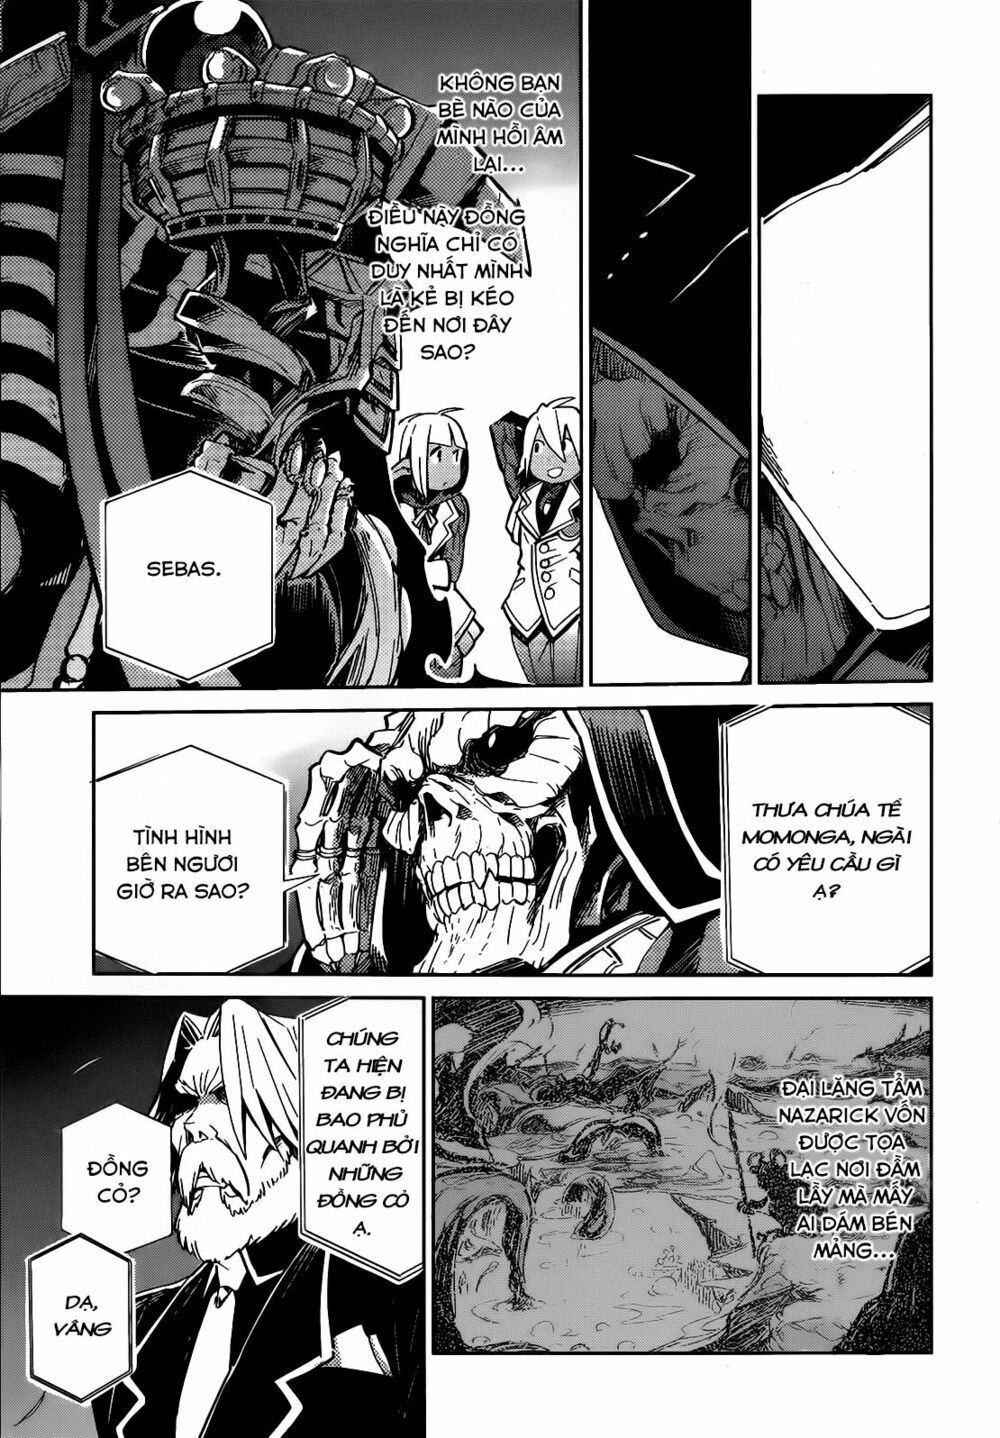 KHÔNG BẠN
BÈ NÀO CỦA
MÌNH HỒI ÂM
LẠI...
ĐIỀU NÀY ĐỒNG
NGHĨA CHỈ CÓ
DUY NHẤT MÌNH
LÀ KẺ BỊ KÉO
ĐẾN NƠI ĐÂY
SAO?
SEBAS.
THƯA CHÚA TỂ
MOMONGA, NGÀI
CÓ YÊU CẦU GÌ
Ạ?
TÌNH HÌNH
BÊN NGƯƠI
GIỜ RA SAO?
ĐẠI LĂNG TẨM
NAZARICK VỐN
ĐƯỢC TỌA
LẠC NƠI ĐẦM
LẦY MÀ MẤY
AI DÁM BÉN
MẢNG...
CHÚNG
TA HIỆN
ĐANG BỊ
BAO PHỦ
QUANH BỞI
NHỮNG
ĐỒNG CỎ
Ạ.
ĐỒNG
CỎ?
DẠ,
VÂNG